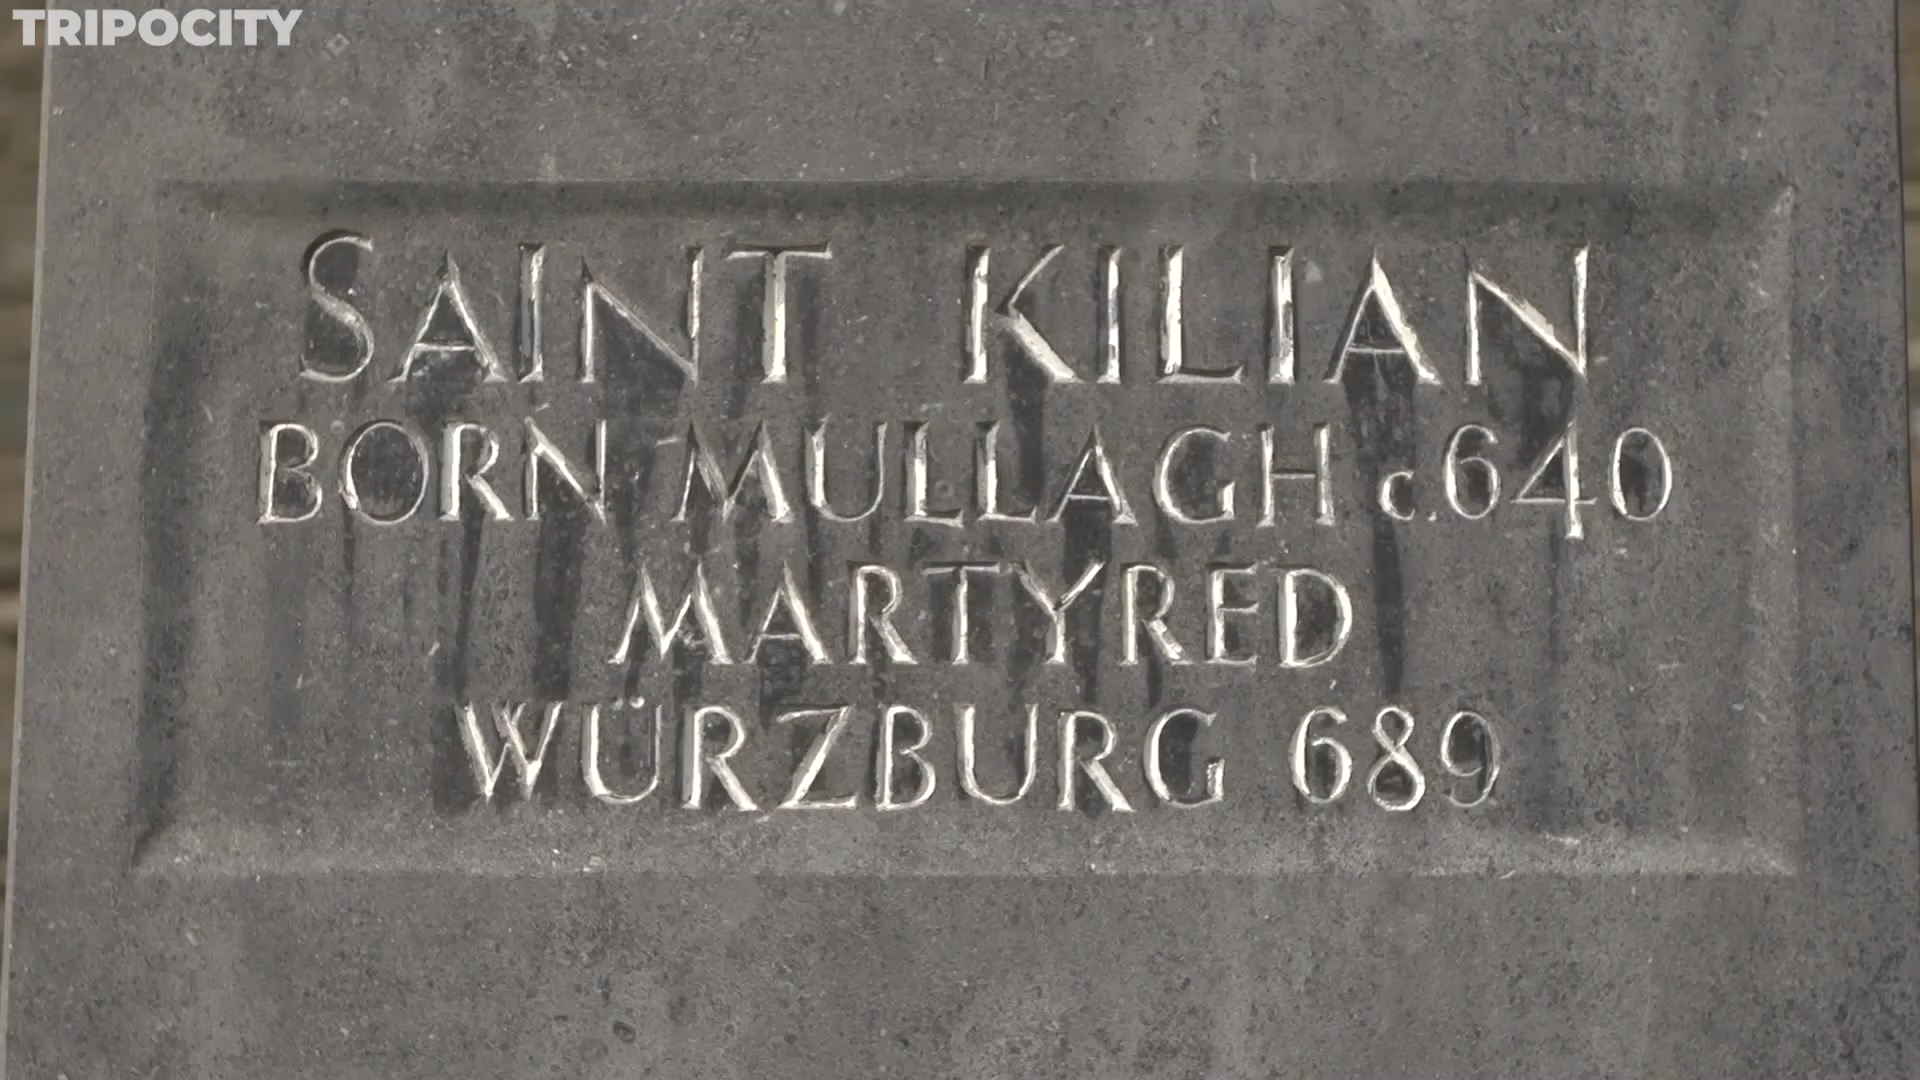 TRIPOCITY
SAINT KILIAN
BORN MULLAGH c.640
MARTYRED
WÜRZBURG 689